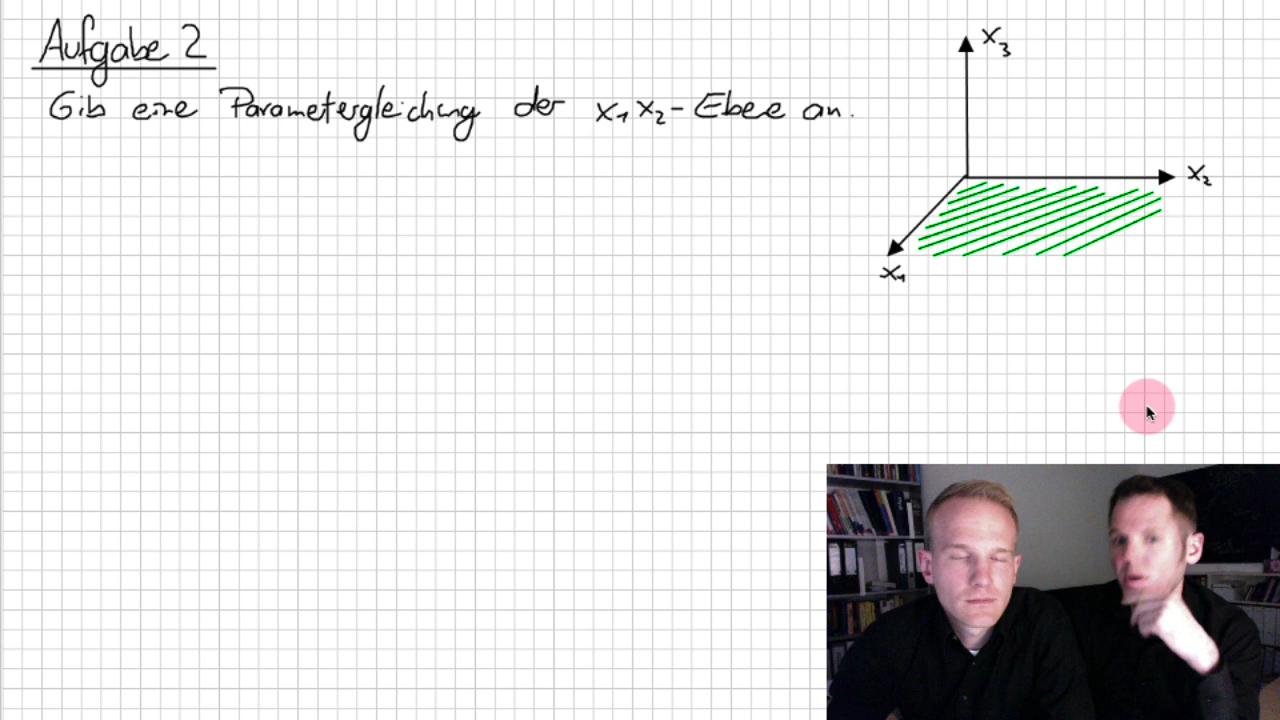 Aufgabe 2
Gib eine Parametergleichung der x₁x₂-Ebene an.
x₃
x₂
x₁